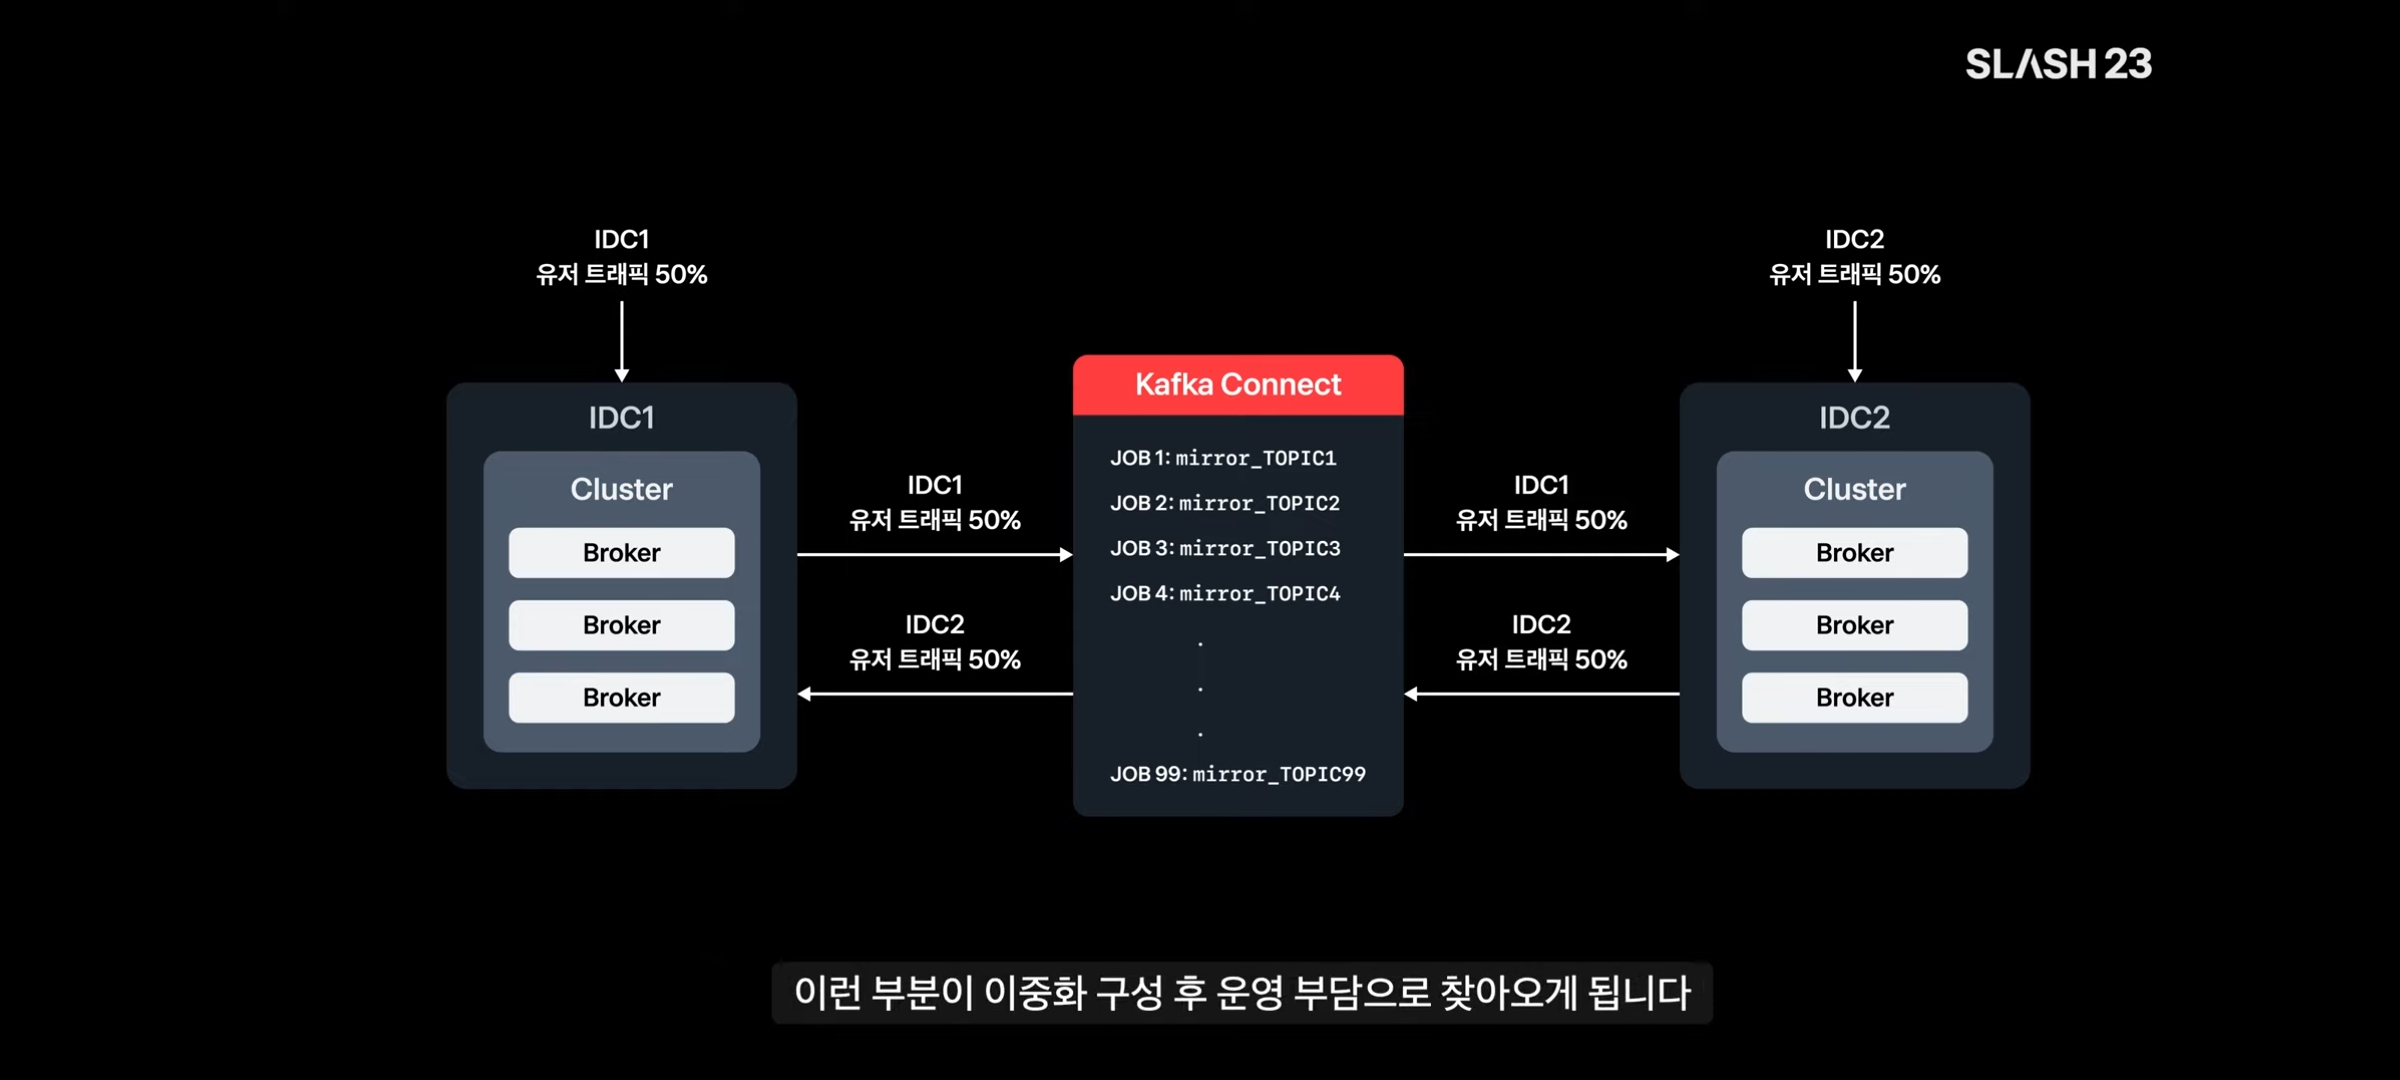 SLASH 23
IDC1
유저 트래픽 50%
IDC2
유저 트래픽 50%
IDC1
Cluster
Broker
Broker
Broker
IDC1
유저 트래픽 50%
IDC2
유저 트래픽 50%
Kafka Connect
JOB 1: mirror_TOPIC1
JOB 2: mirror_TOPIC2
JOB 3: mirror_TOPIC3
JOB 4: mirror_TOPIC4
.
.
.
JOB 99: mirror_TOPIC99
IDC1
유저 트래픽 50%
IDC2
유저 트래픽 50%
IDC2
Cluster
Broker
Broker
Broker
이런 부분이 이중화 구성 후 운영 부담으로 찾아오게 됩니다